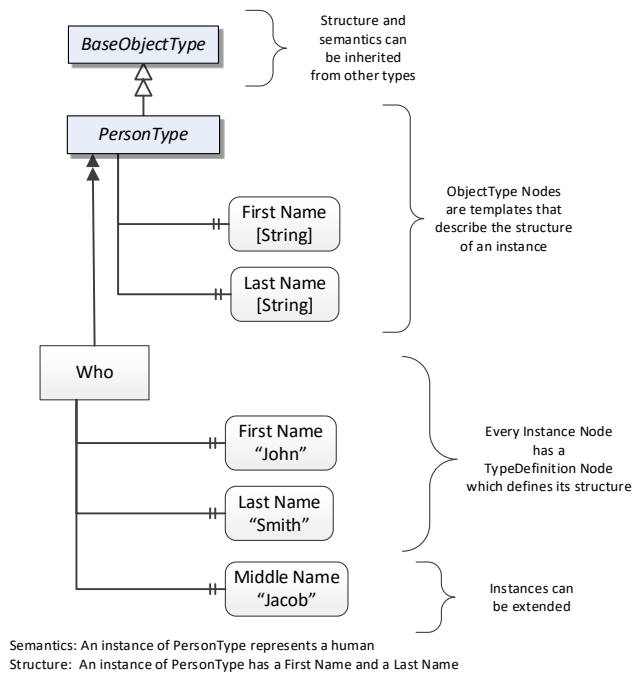 BaseObjectType
Structure and
semantics can
be inherited
from other types
PersonType
First Name
[String]
Last Name
[String]
ObjectType Nodes
are templates that
describe the structure
of an instance
Who
First Name
“John”
Last Name
“Smith”
Every Instance Node
has a
TypeDefinition Node
which defines its structure
Middle Name
“Jacob”
Instances can
be extended
Semantics: An instance of PersonType represents a human
Structure: An instance of PersonType has a First Name and a Last Name